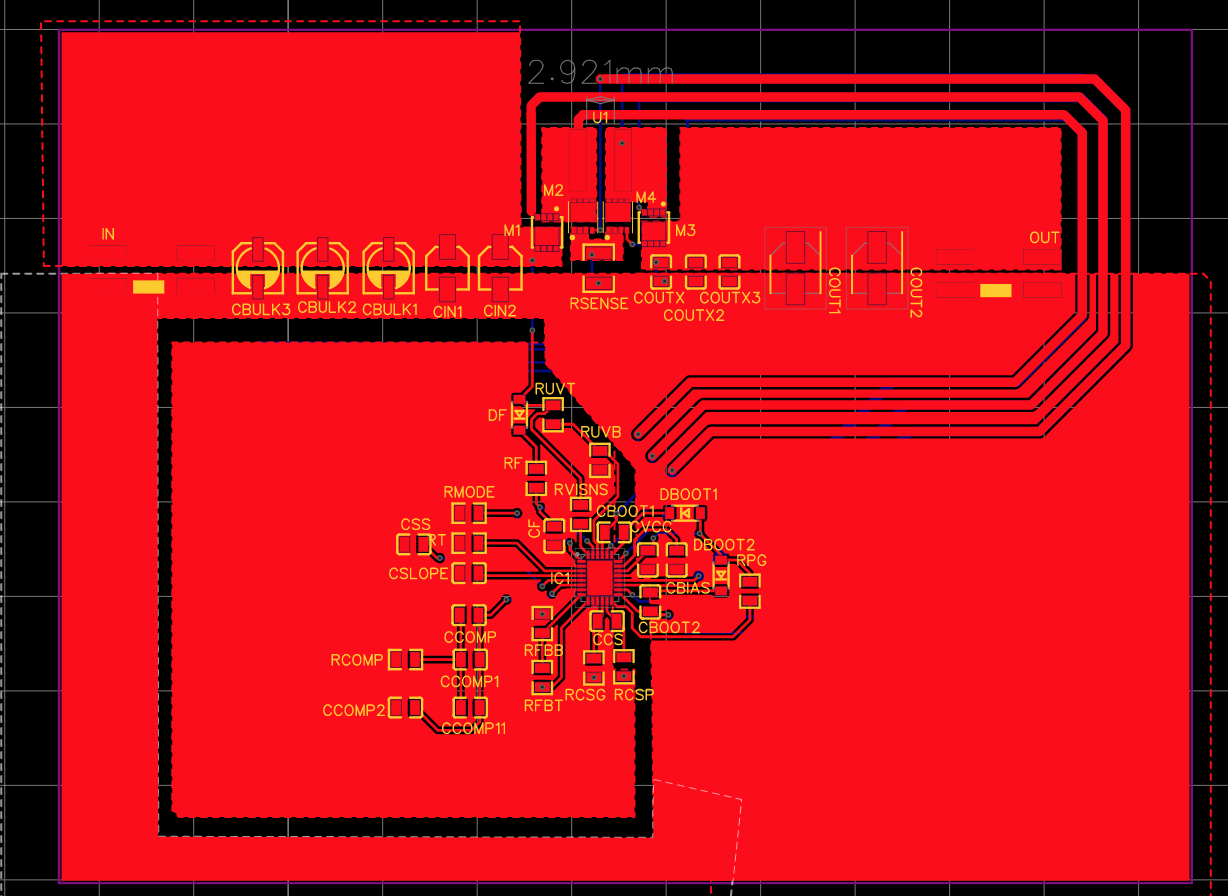 2.921mm
U1
M2
M4
M1
M3
IN
OUT
RSENSE
COUTX
COUTX3
COUTX2
COUT1
COUT2
CBULK3
CBULK2
CBULK1
CIN1
CIN2
RUVT
DF
RUVB
RF
RVISNS
RMODE
DBOOT1
CBOOT1
CVCC
CSS
RT
CF
DBOOT2
RPG
CSLOPE
IC1
CBIAS
CBOOT2
CCOMP
CCS
RFBB
RCOMP
CCOMP1
RCSG
RCSP
RFBT
CCOMP2
CCOMP11